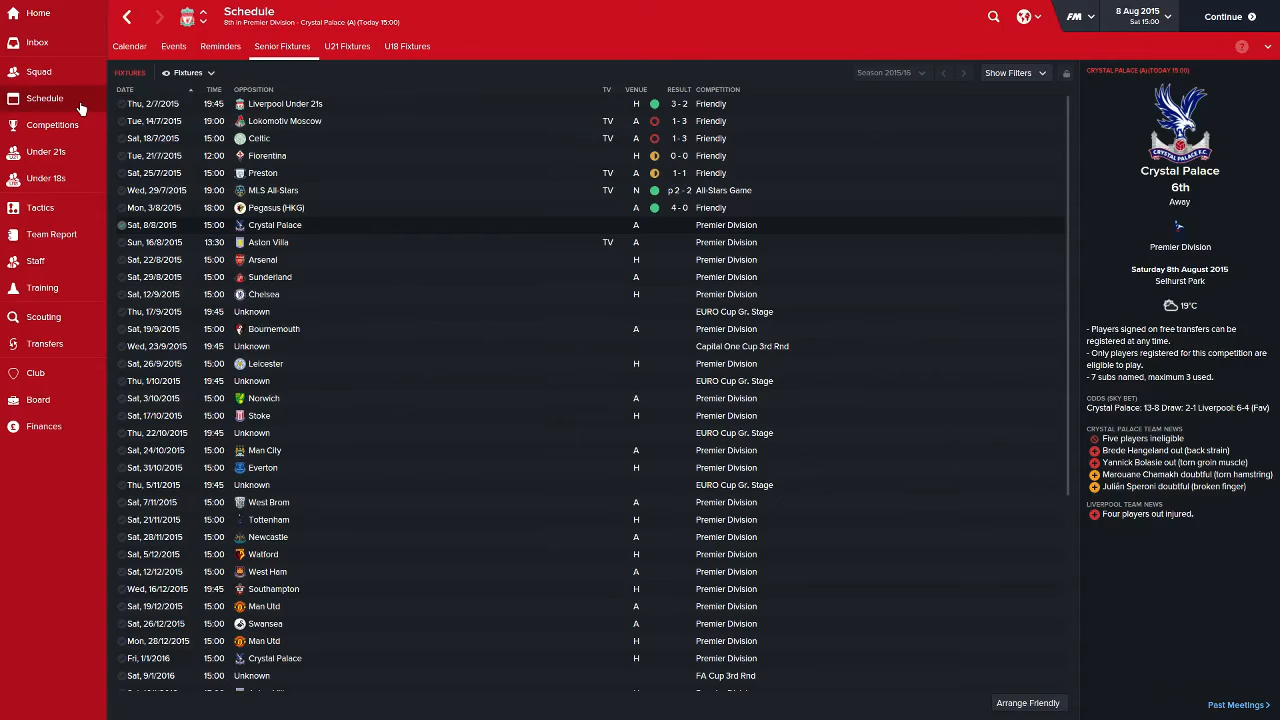 Home
Inbox
Squad
Schedule
Competitions
Under 21s
Under 18s
Tactics
Team Report
Staff
Training
Scouting
Transfers
Club
Board
Finances
Schedule
8th in Premier Division - Crystal Palace (A) (Today 15:00)
FM
8 Aug 2015
Sat 15:00
Continue
Calendar Events Reminders Senior Fixtures U21 Fixtures U18 Fixtures
?
FIXTURES Fixtures Season 2015/16 Show Filters
DATE TIME OPPOSITION TV VENUE RESULT COMPETITION
Thu, 2/7/2015 19:45 Liverpool Under 21s H 3 - 2 Friendly
Tue, 14/7/2015 19:00 Lokomotiv Moscow TV A 1 - 3 Friendly
Sat, 18/7/2015 15:00 Celtic TV A 1 - 3 Friendly
Tue, 21/7/2015 12:00 Fiorentina H 0 - 0 Friendly
Sat, 25/7/2015 15:00 Preston TV A 1 - 1 Friendly
Wed, 29/7/2015 19:00 MLS All-Stars TV N p 2 - 2 All-Stars Game
Mon, 3/8/2015 18:00 Pegasus (HKG) A 4 - 0 Friendly
Sat, 8/8/2015 15:00 Crystal Palace A Premier Division
Sun, 16/8/2015 13:30 Aston Villa TV A Premier Division
Sat, 22/8/2015 15:00 Arsenal H Premier Division
Sat, 29/8/2015 15:00 Sunderland A Premier Division
Sat, 12/9/2015 15:00 Chelsea H Premier Division
Thu, 17/9/2015 19:45 Unknown EURO Cup Gr. Stage
Sat, 19/9/2015 15:00 Bournemouth A Premier Division
Wed, 23/9/2015 19:45 Unknown Capital One Cup 3rd Rnd
Sat, 26/9/2015 15:00 Leicester H Premier Division
Thu, 1/10/2015 19:45 Unknown EURO Cup Gr. Stage
Sat, 3/10/2015 15:00 Norwich A Premier Division
Sat, 17/10/2015 15:00 Stoke H Premier Division
Thu, 22/10/2015 19:45 Unknown EURO Cup Gr. Stage
Sat, 24/10/2015 15:00 Man City A Premier Division
Sat, 31/10/2015 15:00 Everton H Premier Division
Thu, 5/11/2015 19:45 Unknown EURO Cup Gr. Stage
Sat, 7/11/2015 15:00 West Brom A Premier Division
Sat, 21/11/2015 15:00 Tottenham H Premier Division
Sat, 28/11/2015 15:00 Newcastle A Premier Division
Sat, 5/12/2015 15:00 Watford H Premier Division
Sat, 12/12/2015 15:00 West Ham A Premier Division
Wed, 16/12/2015 19:45 Southampton H Premier Division
Sat, 19/12/2015 15:00 Man Utd A Premier Division
Sat, 26/12/2015 15:00 Swansea A Premier Division
Mon, 28/12/2015 15:00 Man Utd H Premier Division
Fri, 1/1/2016 15:00 Crystal Palace H Premier Division
Sat, 9/1/2016 15:00 Unknown FA Cup 3rd Rnd
Arrange Friendly
CRYSTAL PALACE (A) (TODAY 15:00)
CRYSTAL PALACE F.C.
Crystal Palace
6th
Away
Premier Division
Saturday 8th August 2015
Selhurst Park
19°C
- Players signed on free transfers can be
registered at any time.
- Only players registered for this competition are
eligible to play.
- 7 subs named, maximum 3 used.
ODDS (SKY BET)
Crystal Palace: 13-8 Draw: 2-1 Liverpool: 6-4 (Fav)
CRYSTAL PALACE TEAM NEWS
Five players ineligible
Brede Hangeland out (back strain)
Yannick Bolasie out (torn groin muscle)
Marouane Chamakh doubtful (torn hamstring)
Julián Speroni doubtful (broken finger)
LIVERPOOL TEAM NEWS
Four players out injured.
Past Meetings >